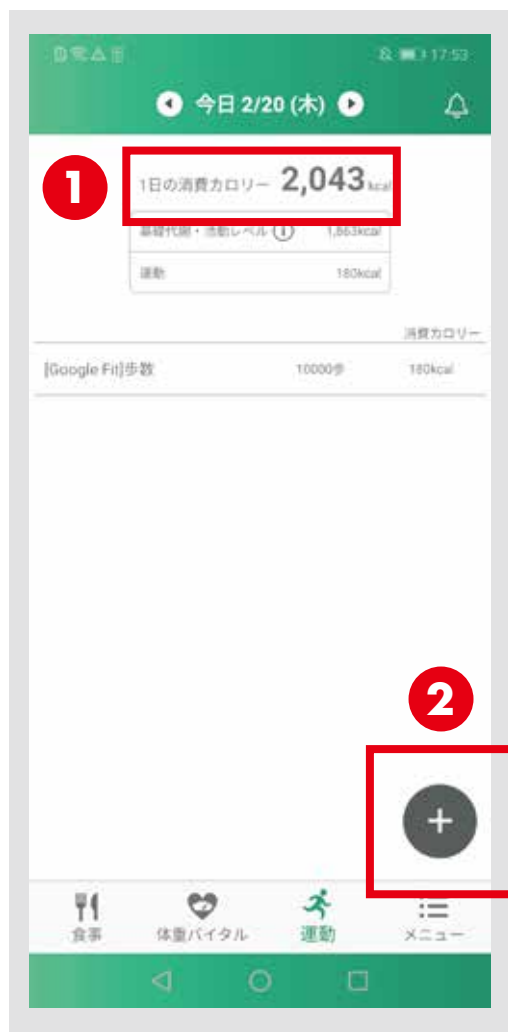 17:53
今日 2/20 (木)
1
1日の消費カロリー 2,043 kcal
基礎代謝・活動レベル i 1,863kcal
運動 180kcal
消費カロリー
[Google Fit]歩数 10000歩 180kcal
2
+
食事 体重バイタル 運動 メニュー